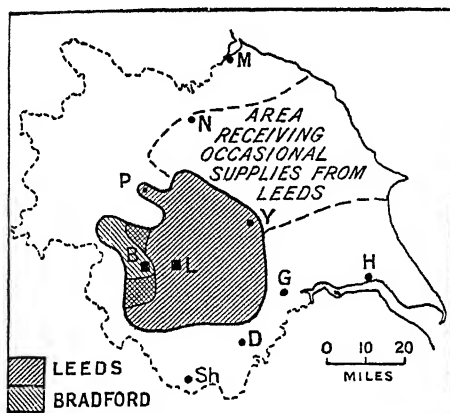 M
N
AREA
RECEIVING
OCCASIONAL
SUPPLIES FROM
LEEDS
P
Y
B
L
G
H
D
Sh
0 10 20
MILES
LEEDS
BRADFORD